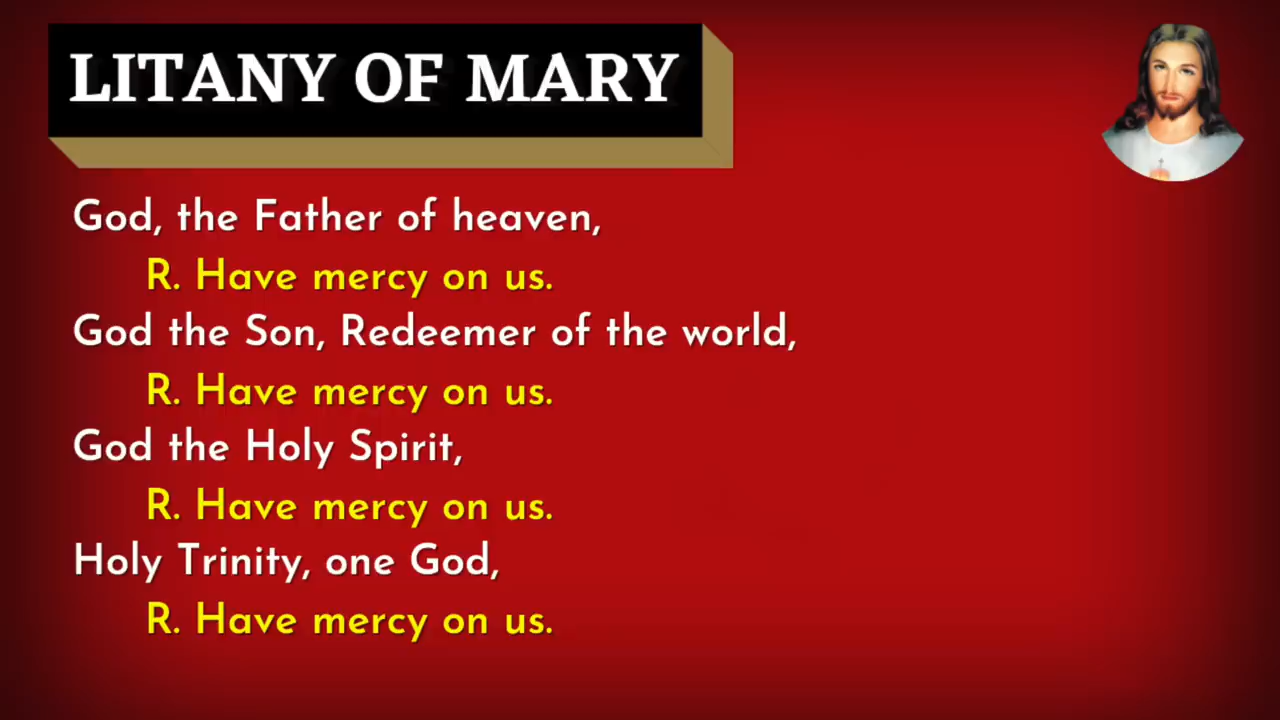 LITANY OF MARY
God, the Father of heaven,
R. Have mercy on us.
God the Son, Redeemer of the world,
R. Have mercy on us.
God the Holy Spirit,
R. Have mercy on us.
Holy Trinity, one God,
R. Have mercy on us.